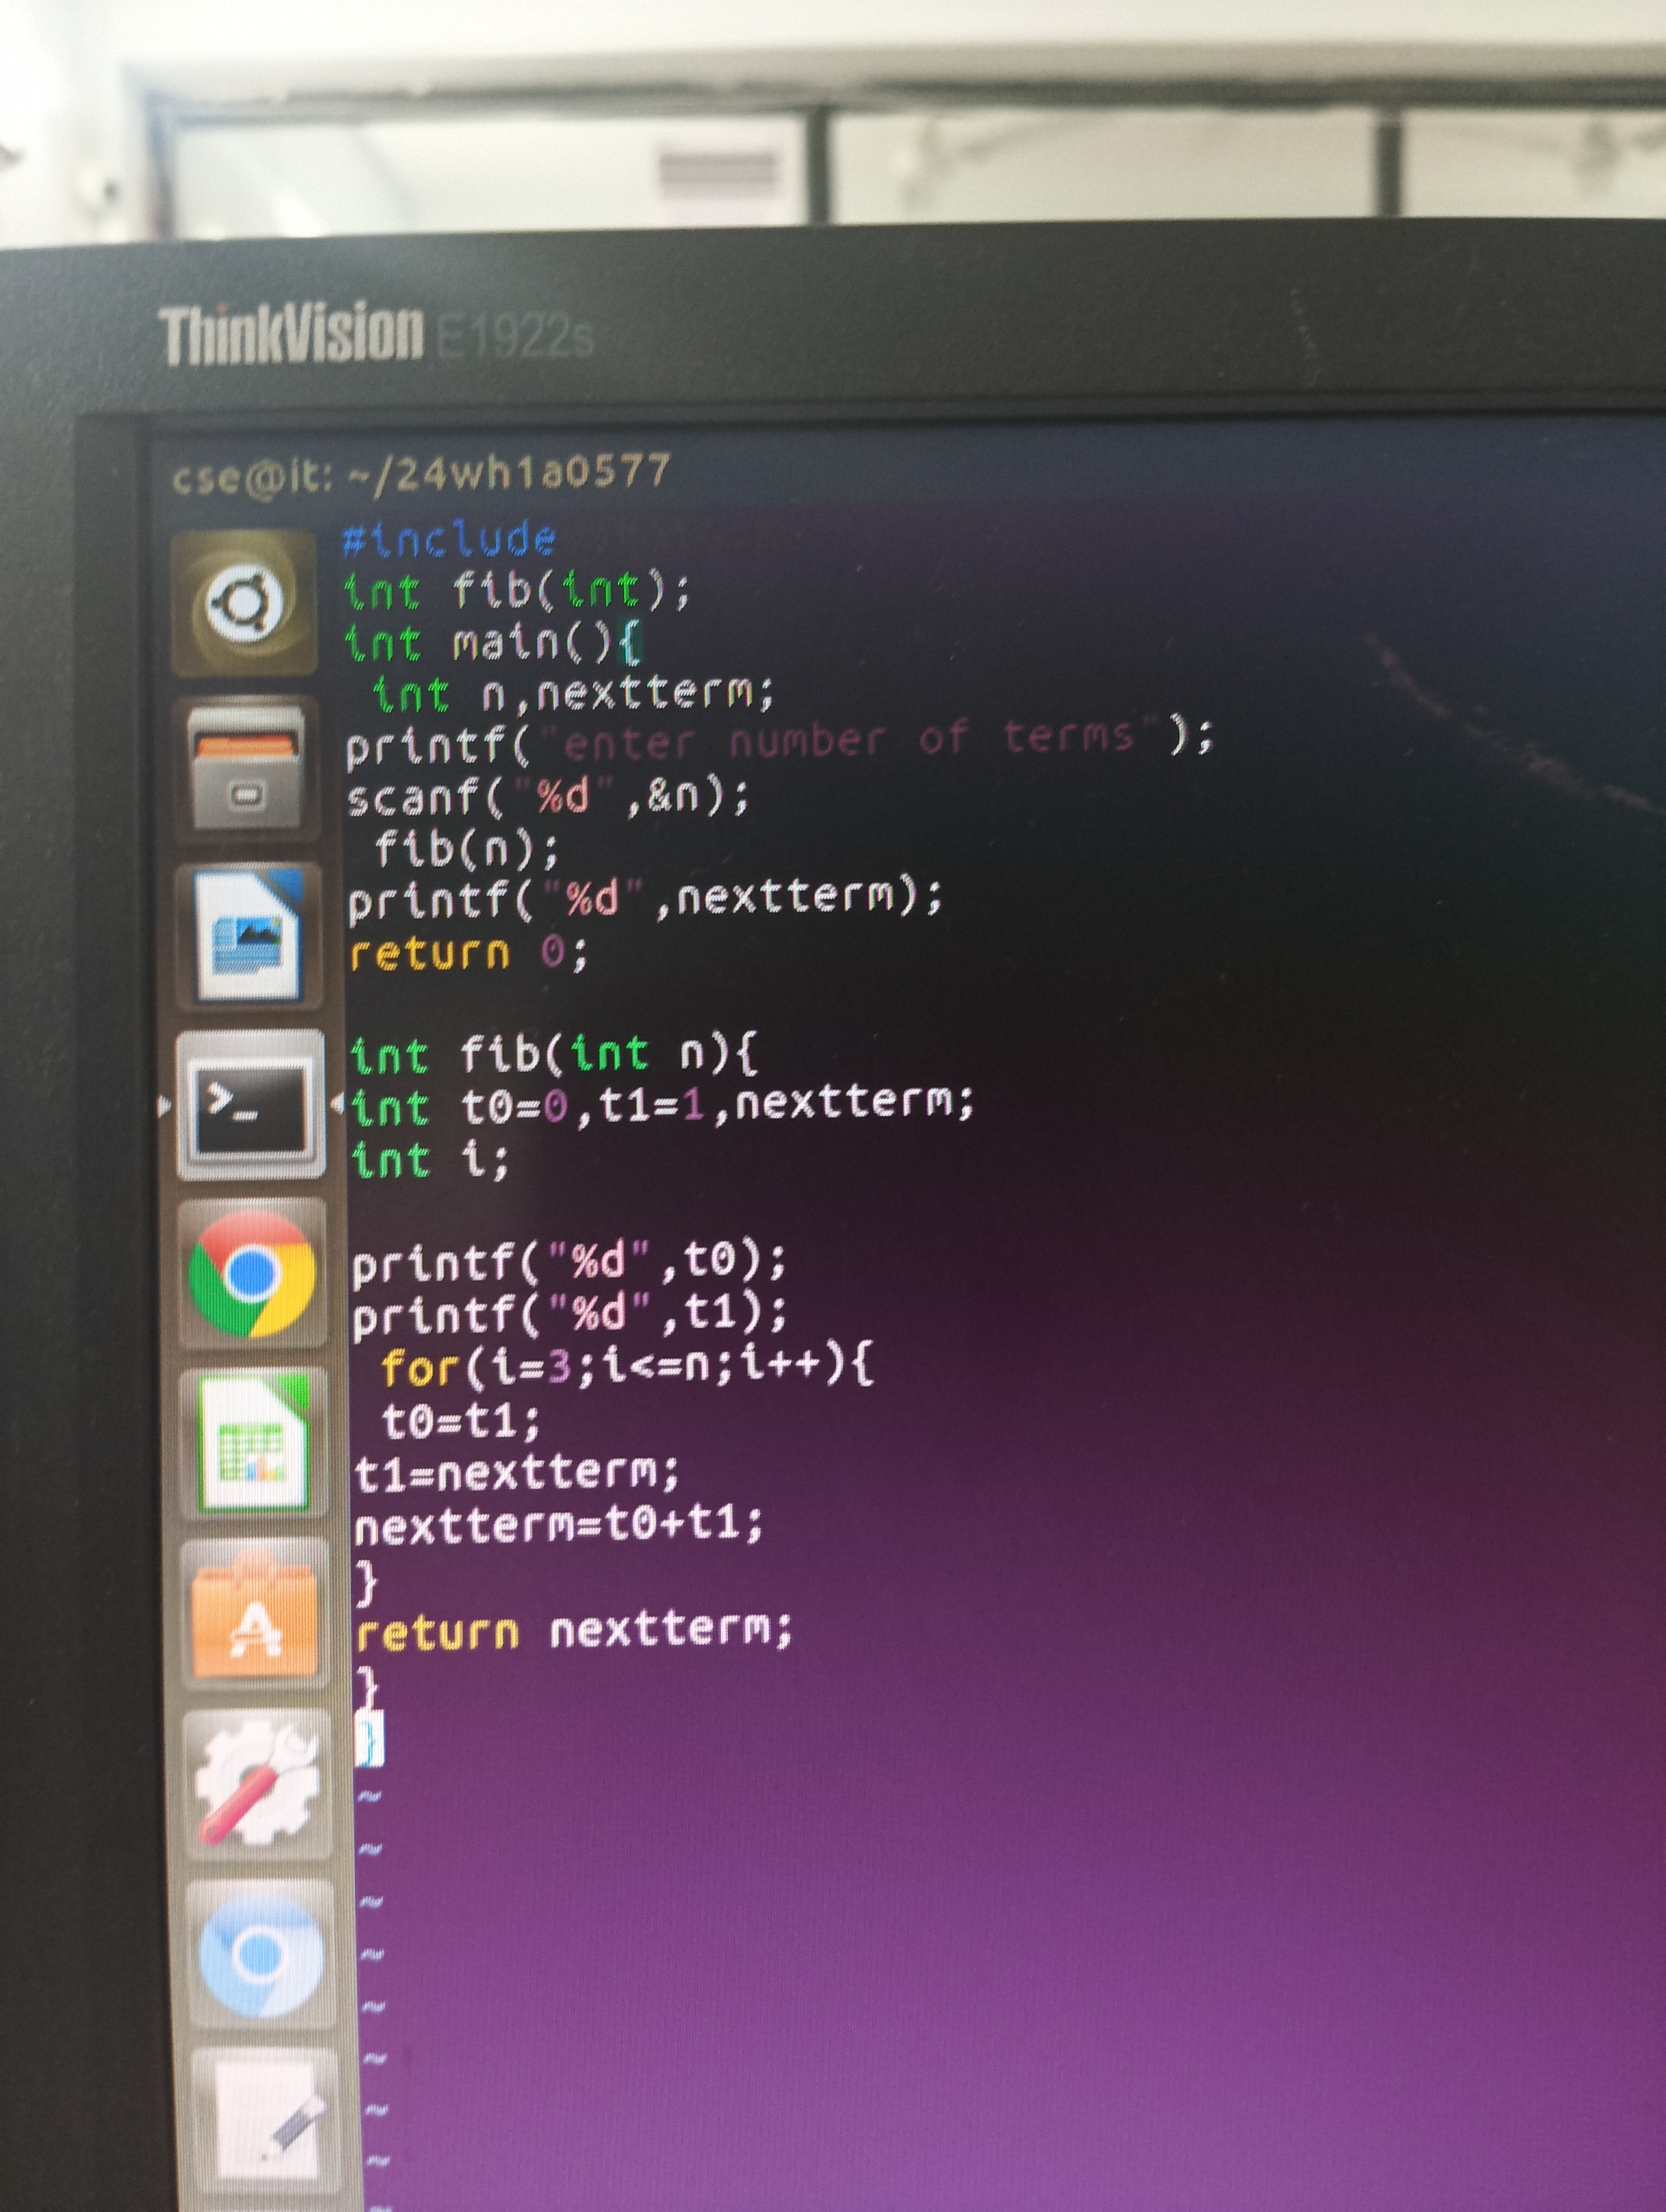 ThinkVision E1922s
cse@it: ~/24wh1a0577
#include
int fib(int);
int main(){
 int n,nextterm;
printf("enter number of terms");
scanf("%d",&n);
 fib(n);
printf("%d",nextterm);
return 0;
int fib(int n){
int t0=0,t1=1,nextterm;
int i;
printf("%d",t0);
printf("%d",t1);
 for(i=3;i<=n;i++){
 t0=t1;
t1=nextterm;
nextterm=t0+t1;
}
return nextterm;
}
}
~
~
~
~
~
~
~
~
~